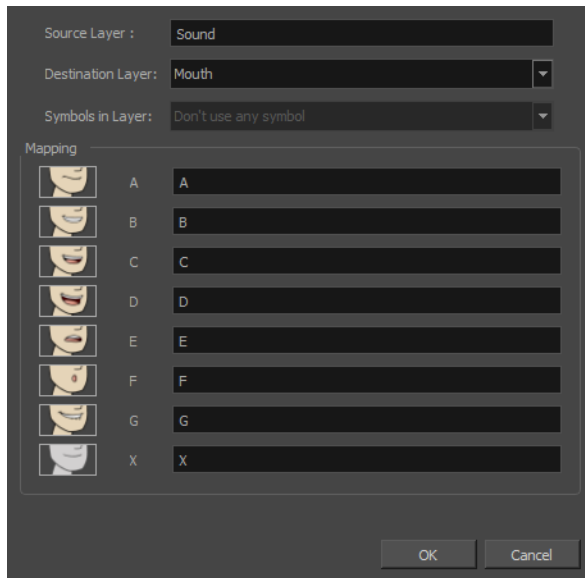 Source Layer : Sound
Destination Layer: Mouth
Symbols in Layer: Don't use any symbol
Mapping
A A
B B
C C
D D
E E
F F
G G
X X
OK Cancel